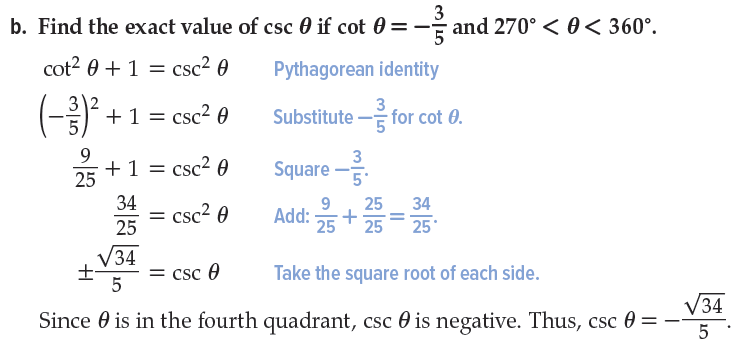 b. Find the exact value of csc θ if cot θ = −3/5 and 270° < θ < 360°.
cot² θ + 1 = csc² θ Pythagorean identity
(−3/5)² + 1 = csc² θ Substitute −3/5 for cot θ.
9/25 + 1 = csc² θ Square −3/5.
34/25 = csc² θ Add: 9/25 + 25/25 = 34/25.
±√34/5 = csc θ Take the square root of each side.
Since θ is in the fourth quadrant, csc θ is negative. Thus, csc θ = −√34/5.